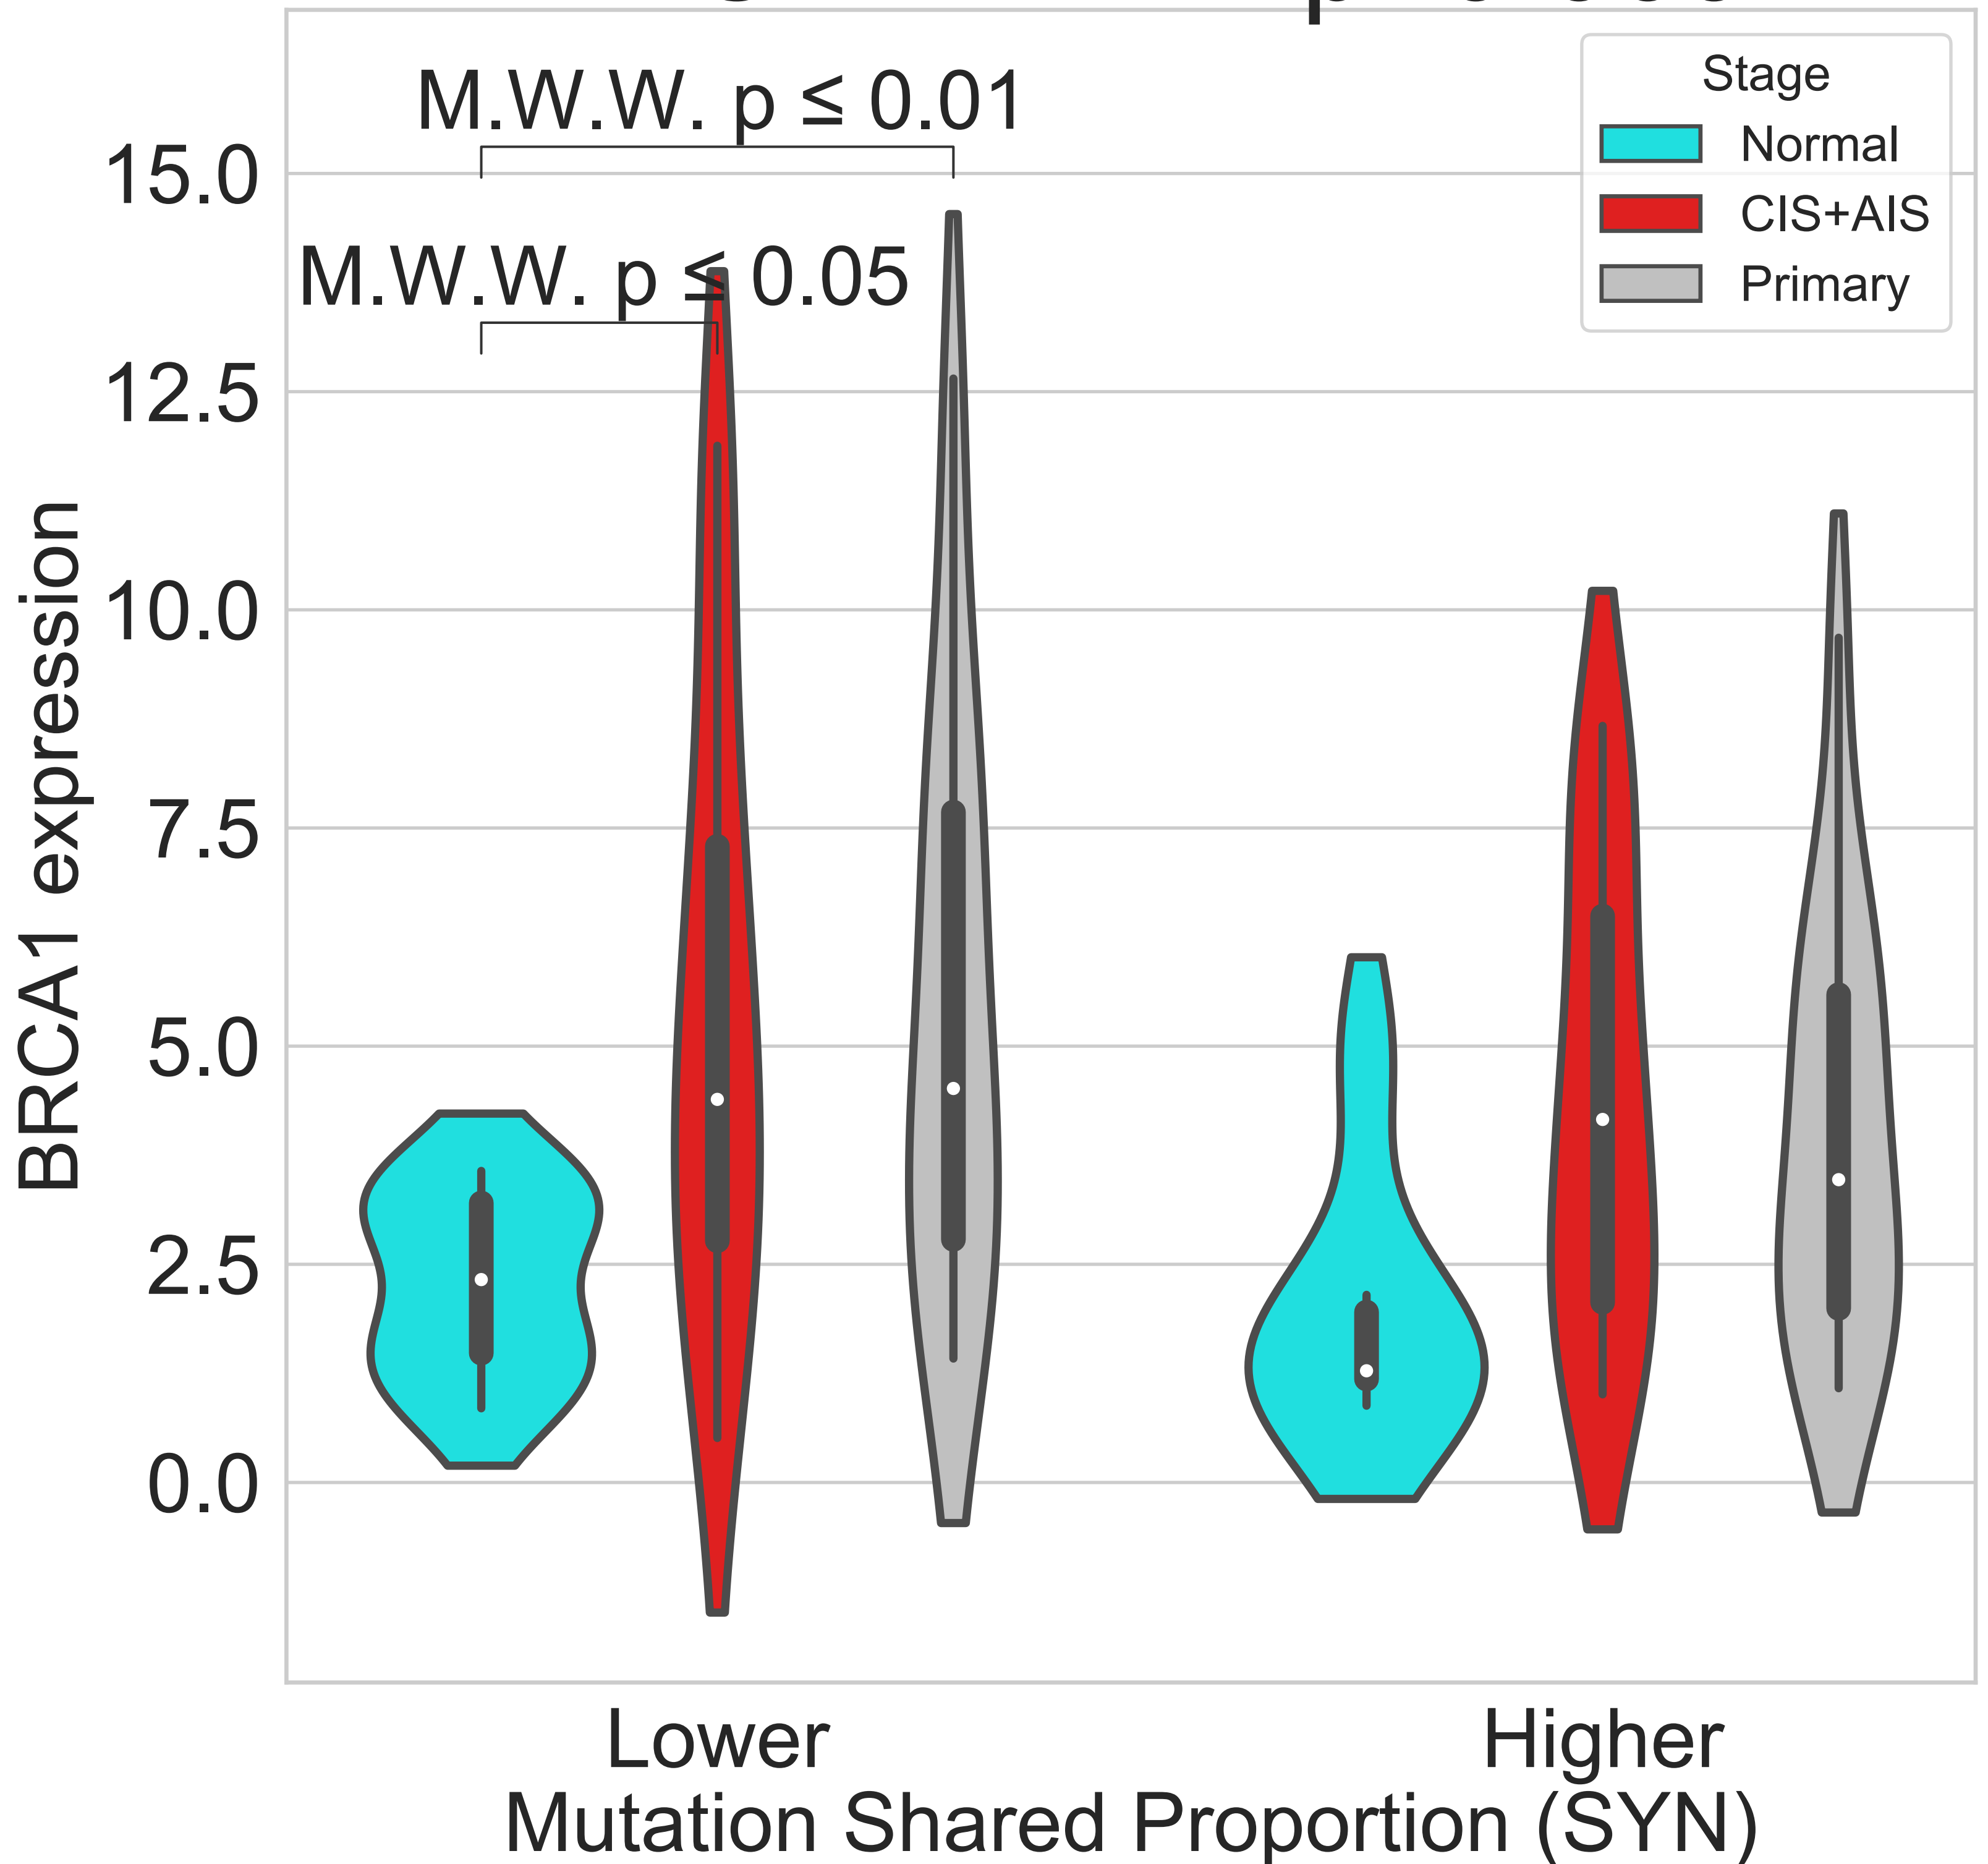 M.W.W. p ≤ 0.01
M.W.W. p ≤ 0.05
Stage
Normal
CIS+AIS
Primary
15.0
12.5
10.0
7.5
5.0
2.5
0.0
BRCA1 expression
Lower
Higher
Mutation Shared Proportion (SYN)